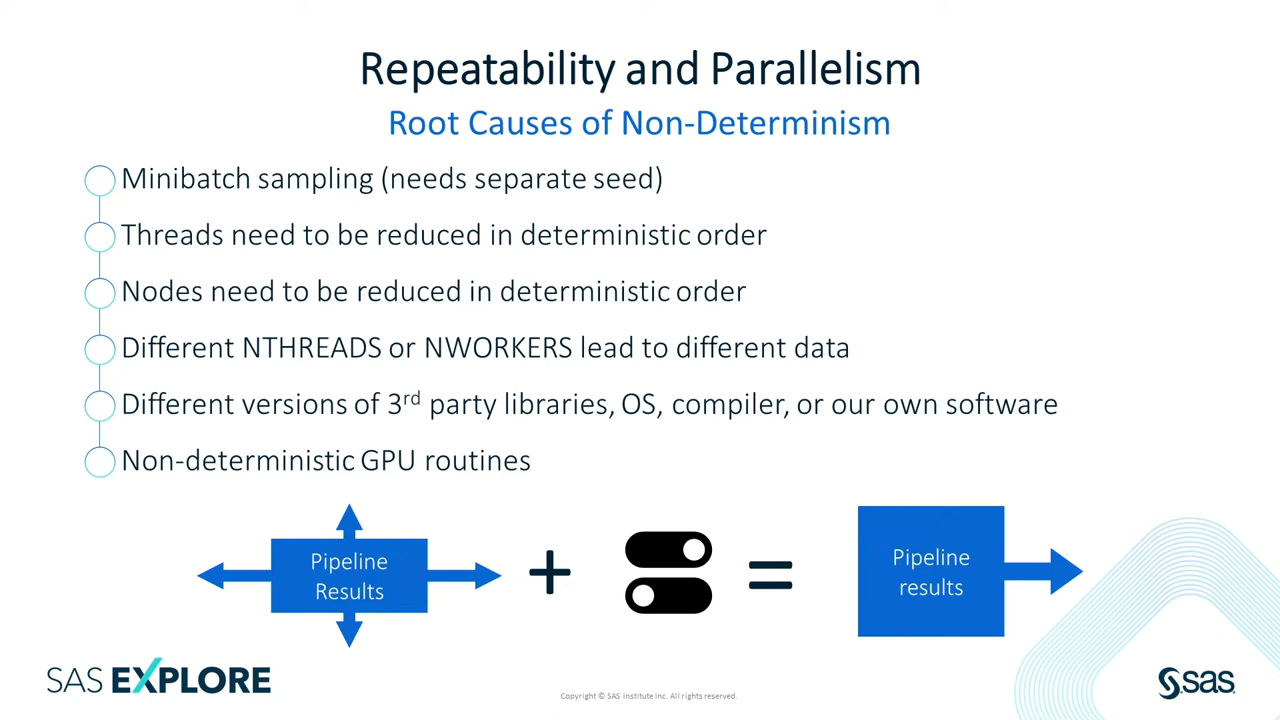 Repeatability and Parallelism
Root Causes of Non-Determinism
Minibatch sampling (needs separate seed)
Threads need to be reduced in deterministic order
Nodes need to be reduced in deterministic order
Different NTHREADS or NWORKERS lead to different data
Different versions of 3rd party libraries, OS, compiler, or our own software
Non-deterministic GPU routines
Pipeline
Results
+
=
Pipeline
results
SAS EXPLORE
Copyright © SAS Institute Inc. All rights reserved.
sas